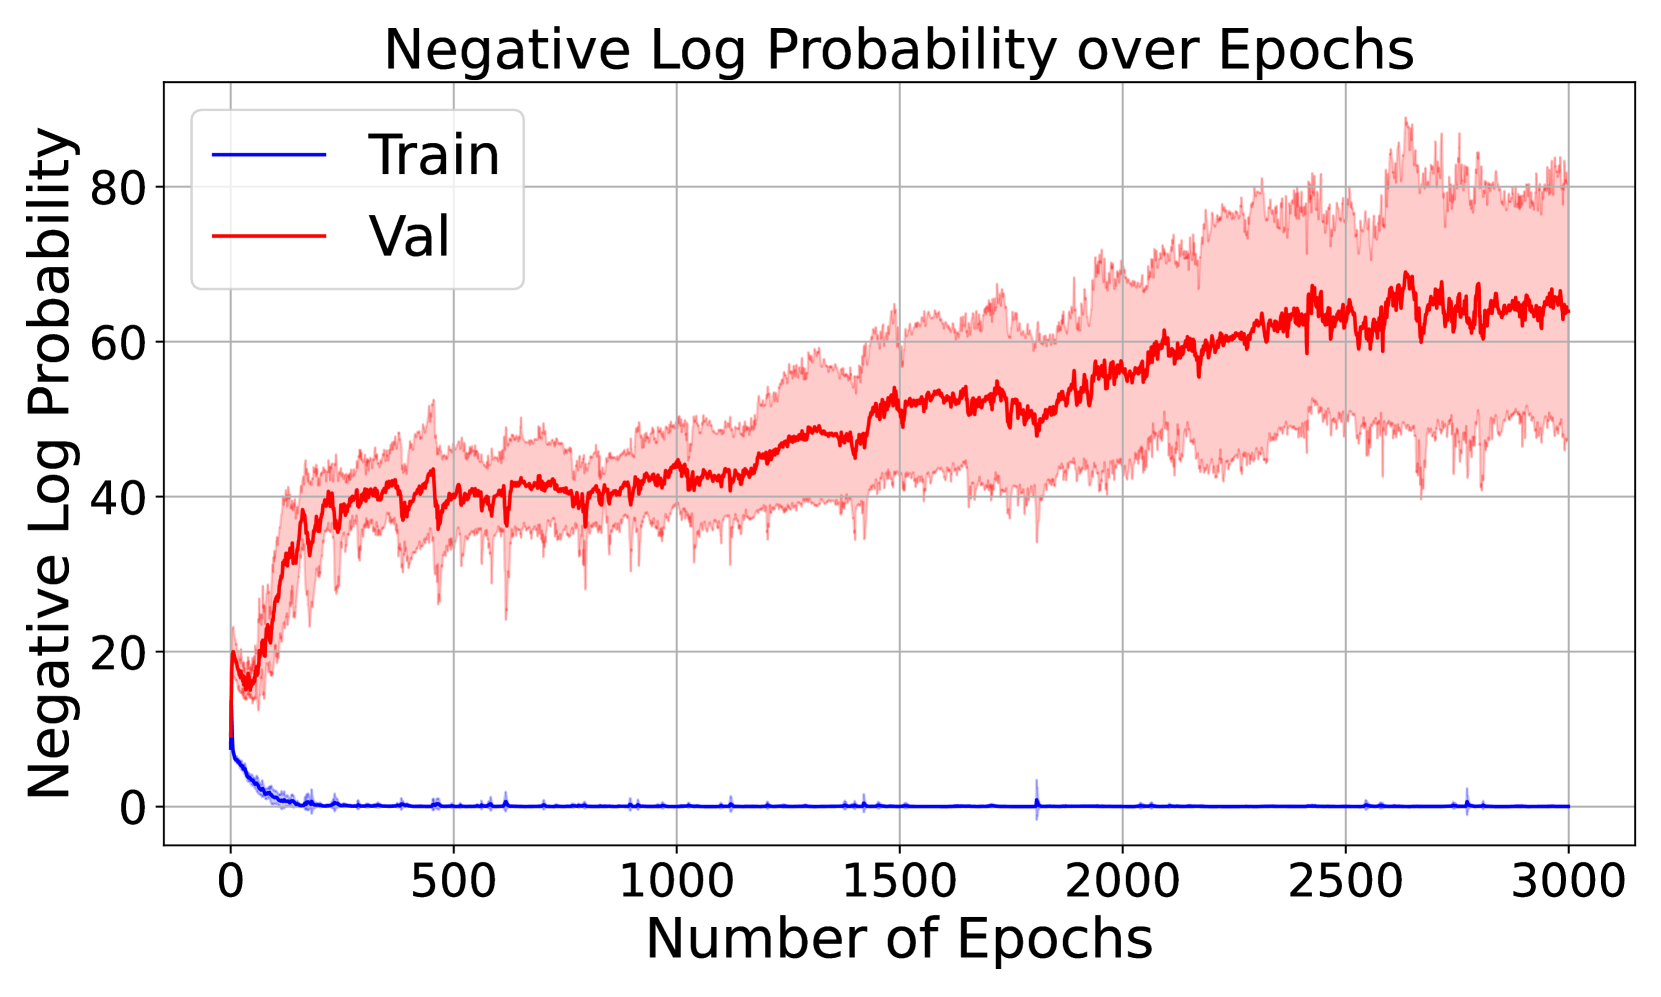 Negative Log Probability over Epochs
Train
Val
Negative Log Probability
80
60
40
20
0
0 500 1000 1500 2000 2500 3000
Number of Epochs